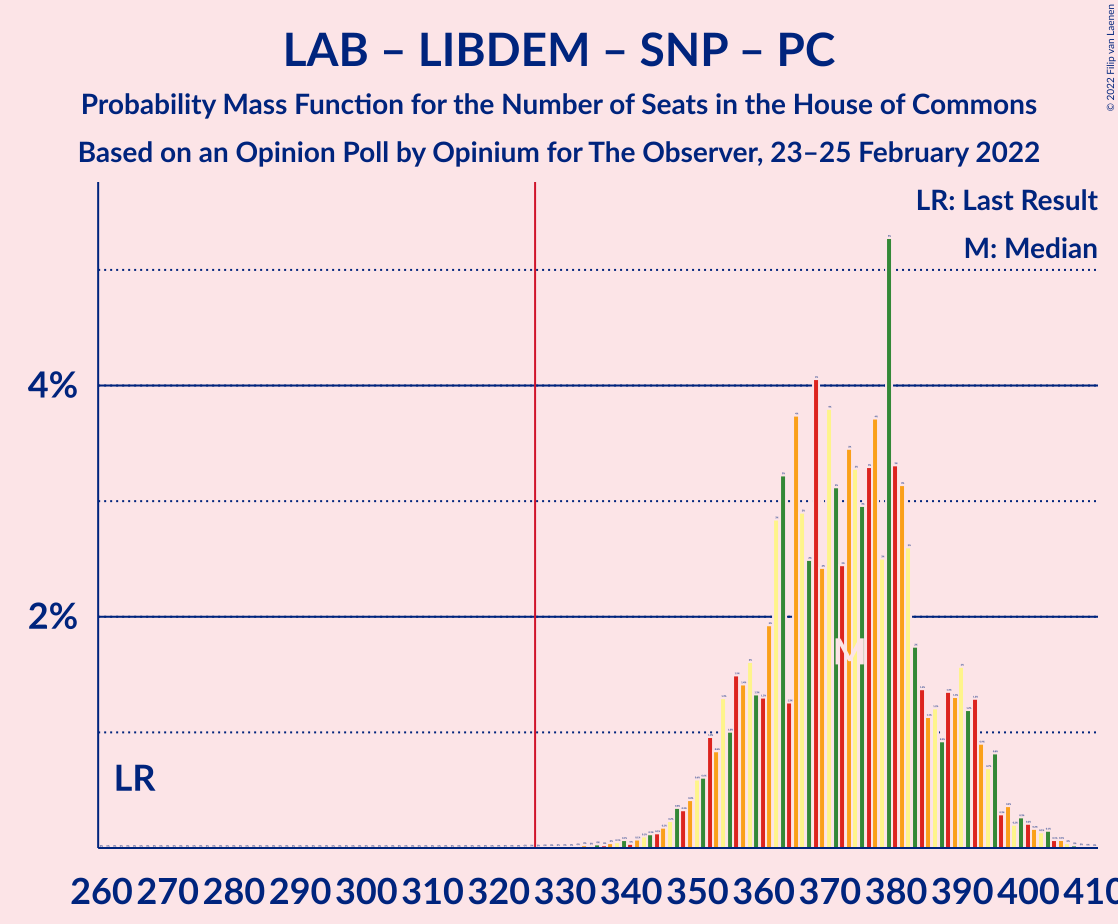 LAB – LIBDEM – SNP – PC
Probability Mass Function for the Number of Seats in the House of Commons
Based on an Opinion Poll by Opinium for The Observer, 23–25 February 2022
© 2022 Filip van Laenen
LR: Last Result
M: Median
4%
2%
M
LR
260 270 280 290 300 310 320 330 340 350 360 370 380 390 400 410